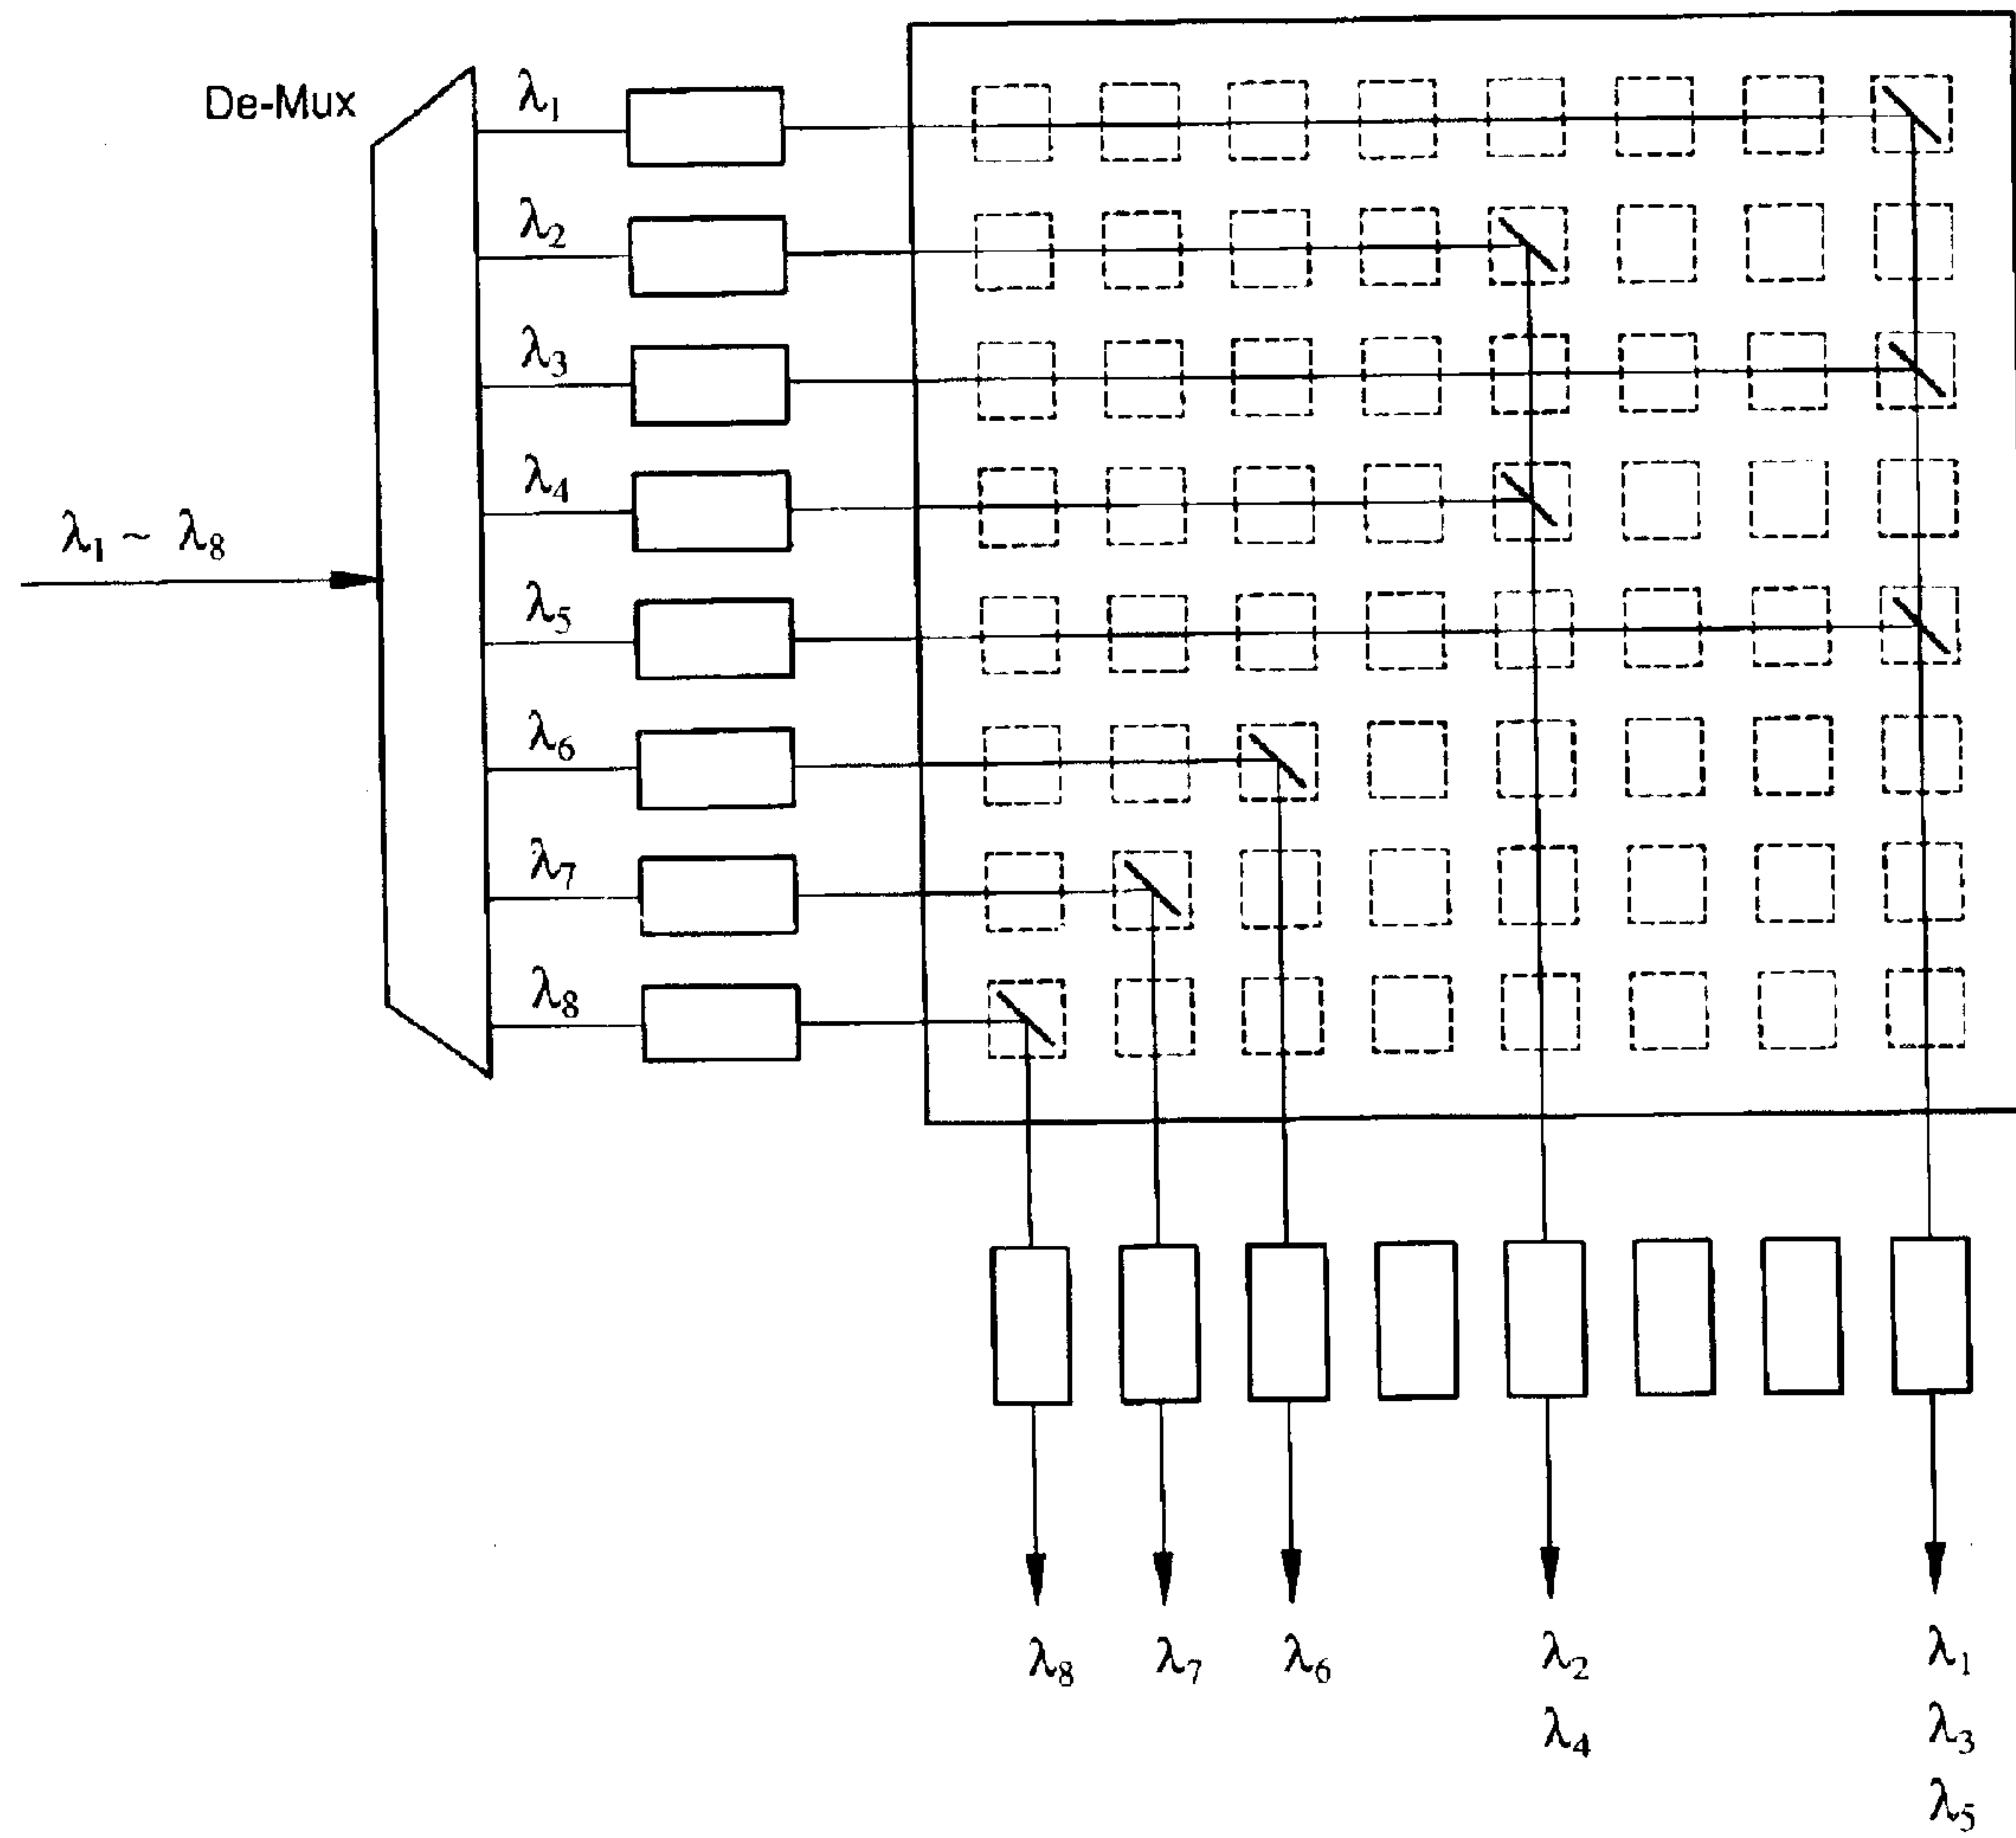 De-Mux
λ₁
λ₂
λ₃
λ₄
λ₁ ~ λ₈
λ₅
λ₆
λ₇
λ₈
λ₈ λ₇ λ₆ λ₂ λ₁
λ₄ λ₃
λ₅